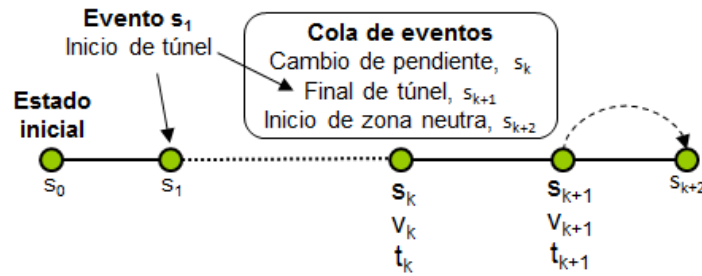 Evento s₁
Inicio de túnel
Cola de eventos
Cambio de pendiente, sₖ
Final de túnel, sₖ₊₁
Inicio de zona neutra, sₖ₊₂
Estado
inicial
s₀
s₁
sₖ
vₖ
tₖ
sₖ₊₁
vₖ₊₁
tₖ₊₁
sₖ₊₂